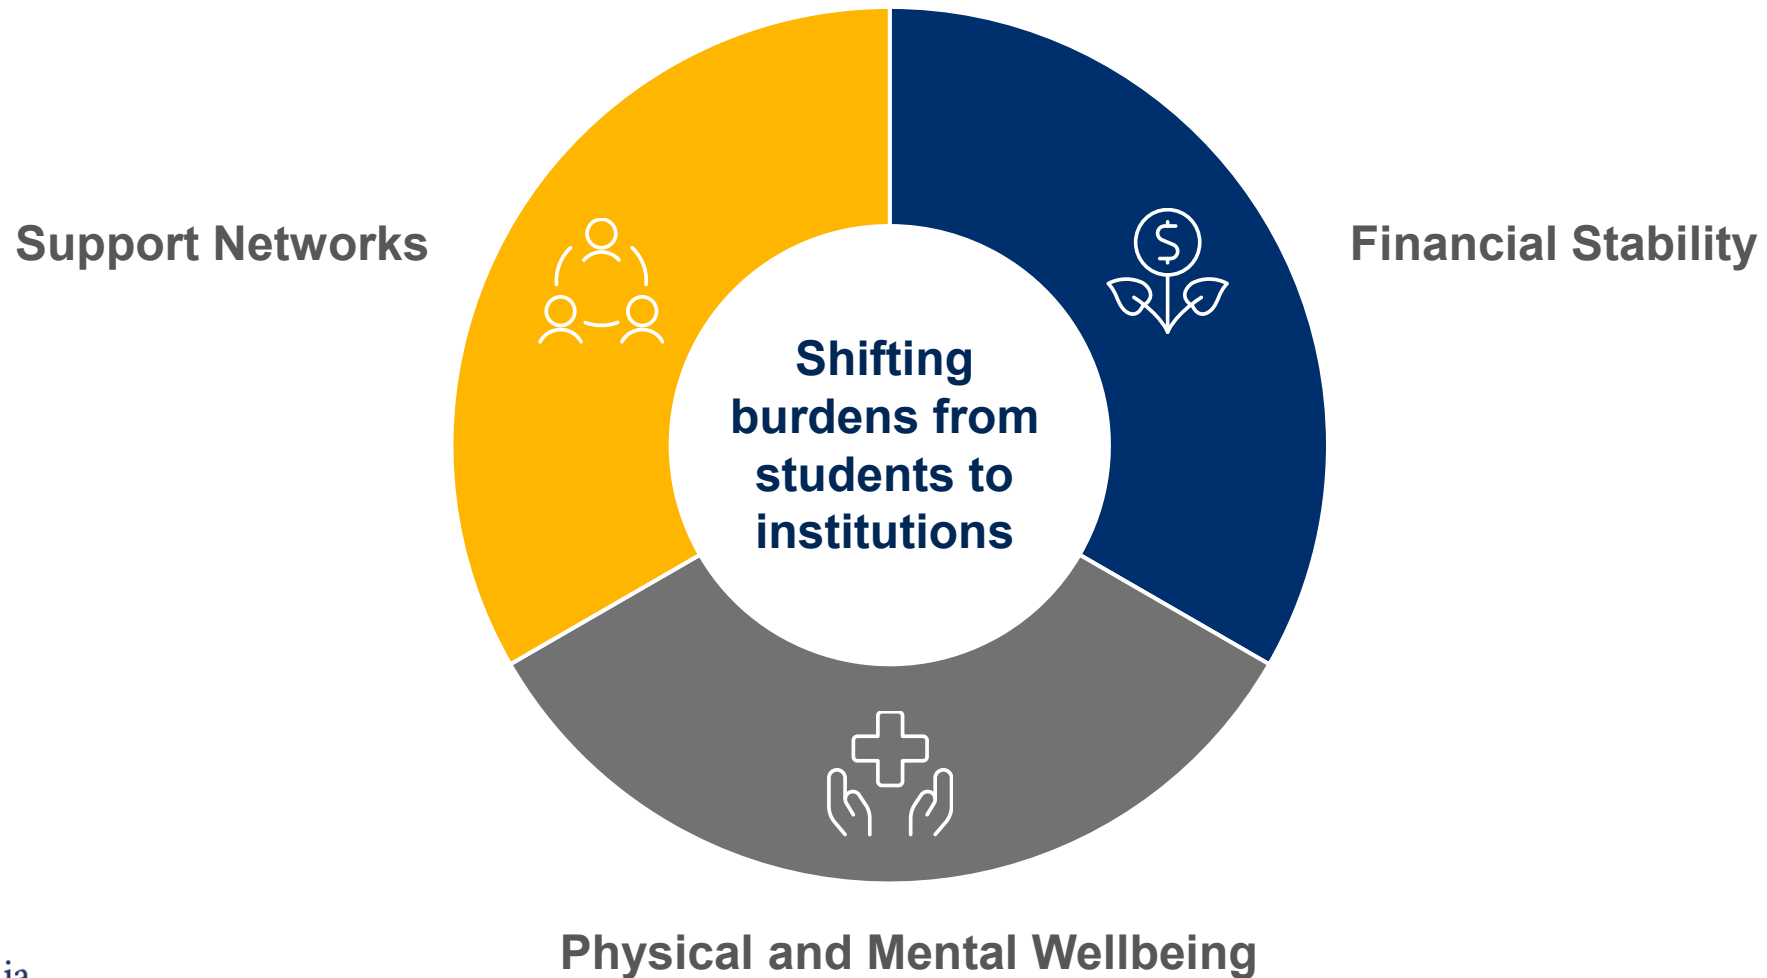 Support Networks
Financial Stability
Shifting
burdens from
students to
institutions
Physical and Mental Wellbeing